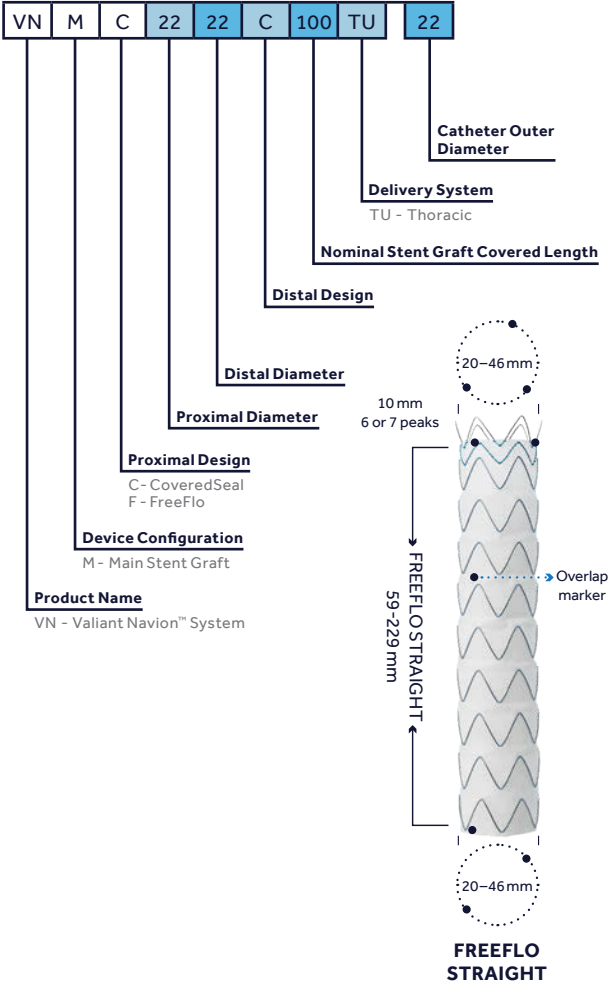 VN M C 22 22 C 100 TU 22
Catheter Outer
Diameter
Delivery System
TU - Thoracic
Nominal Stent Graft Covered Length
Distal Design
Distal Diameter
Proximal Diameter
Proximal Design
C- CoveredSeal
F - FreeFlo
Device Configuration
M - Main Stent Graft
Product Name
VN - Valiant Navion™ System
20–46 mm
10 mm
6 or 7 peaks
FREEFLO STRAIGHT
59-229 mm
Overlap
marker
20–46 mm
FREEFLO
STRAIGHT